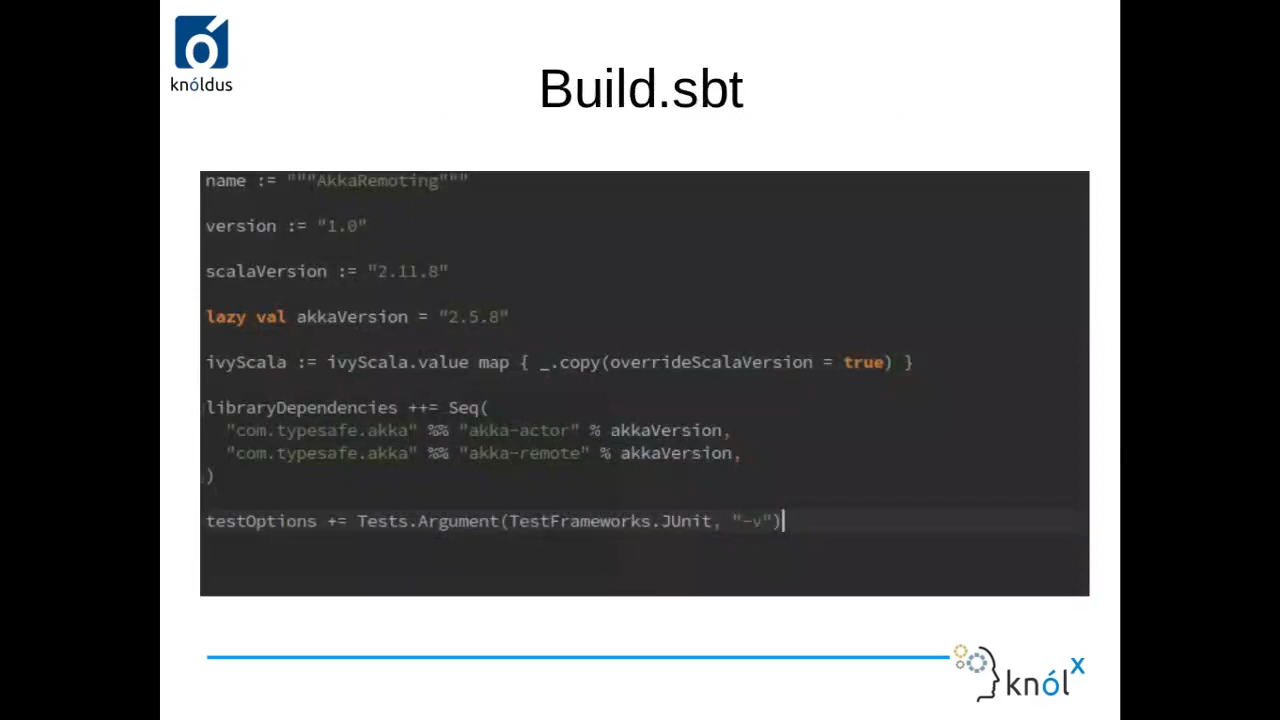 knóldus
Build.sbt
name := """AkkaRemoting"""
version := "1.0"
scalaVersion := "2.11.8"
lazy val akkaVersion = "2.5.8"
ivyScala := ivyScala.value map { _.copy(overrideScalaVersion = true) }
libraryDependencies ++= Seq(
"com.typesafe.akka" %% "akka-actor" % akkaVersion,
"com.typesafe.akka" %% "akka-remote" % akkaVersion,
)
testOptions += Tests.Argument(TestFrameworks.JUnit, "-v")
knólx